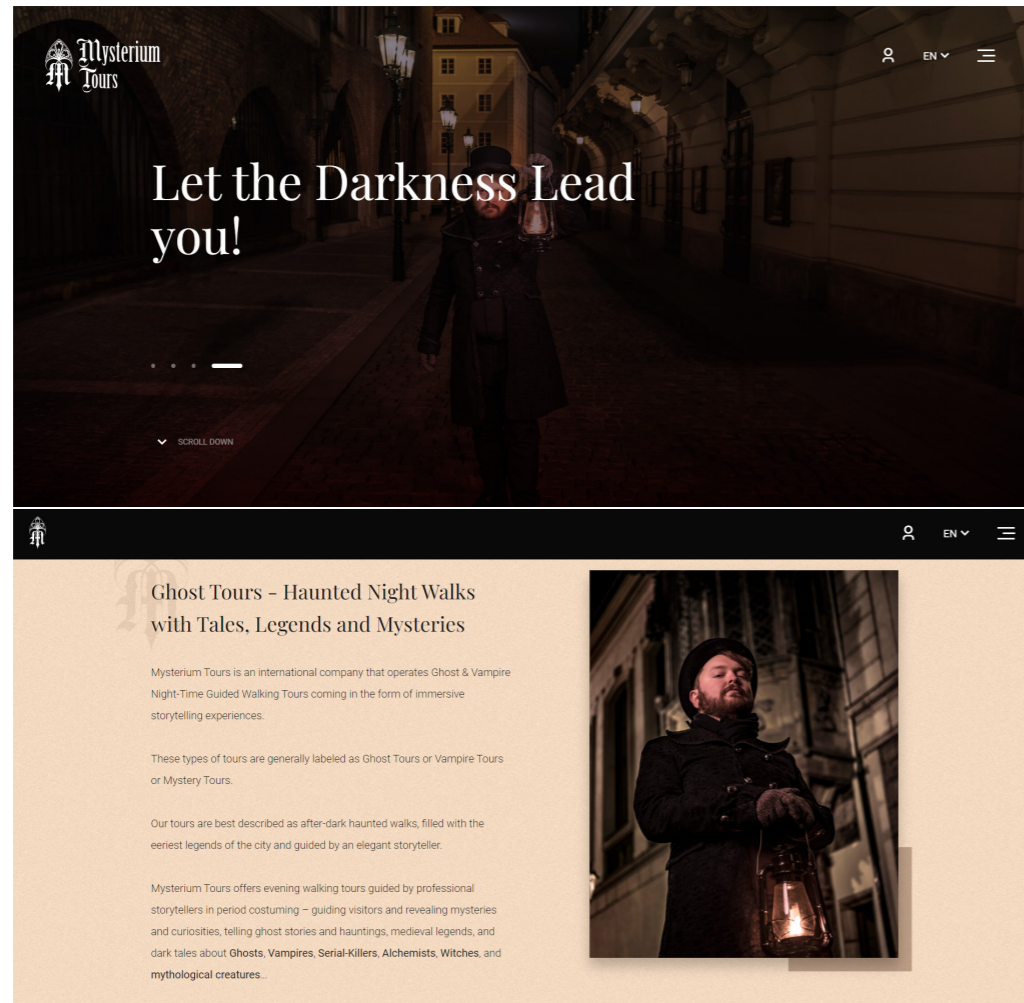 Mysterium
Tours
EN
Let the Darkness Lead
you!
SCROLL DOWN
M
EN
M
Ghost Tours - Haunted Night Walks
with Tales, Legends and Mysteries
Mysterium Tours is an international company that operates Ghost & Vampire
Night-Time Guided Walking Tours coming in the form of immersive
storytelling experiences.
These types of tours are generally labeled as Ghost Tours or Vampire Tours
or Mystery Tours.
Our tours are best described as after-dark haunted walks, filled with the
eeriest legends of the city and guided by an elegant storyteller.
Mysterium Tours offers evening walking tours guided by professional
storytellers in period costuming – guiding visitors and revealing mysteries
and curiosities, telling ghost stories and hauntings, medieval legends, and
dark tales about Ghosts, Vampires, Serial-Killers, Alchemists, Witches, and
mythological creatures...